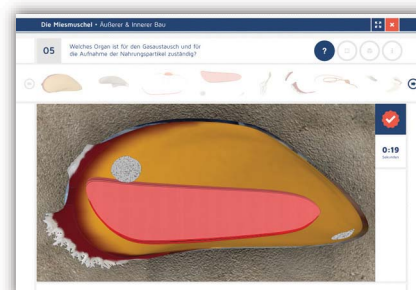 Die Miesmuschel • Äußerer & Innerer Bau
05
Welches Organ ist für den Gasaustausch und für
die Aufnahme der Nahrungspartikel zuständig?
?
0:19